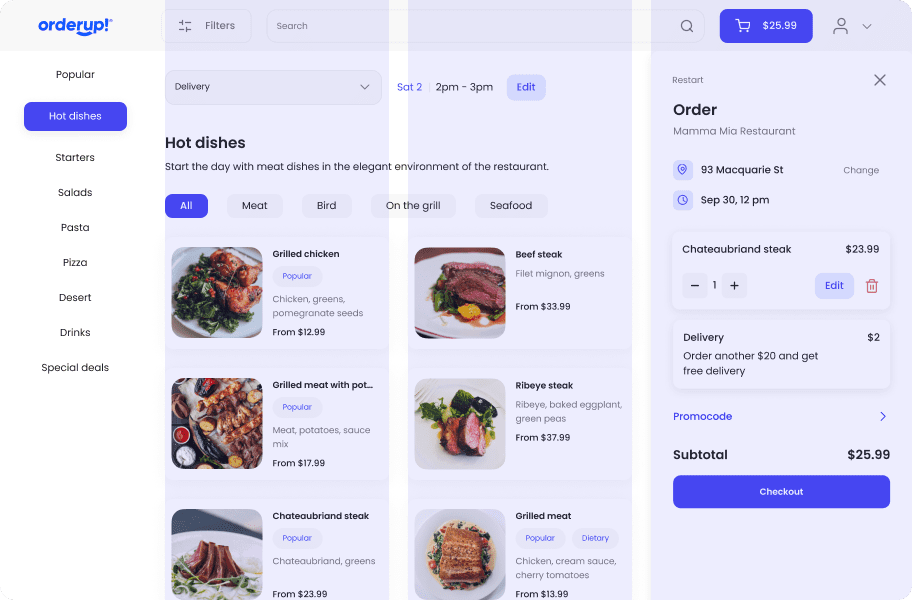 orderup!
Filters
Search
$25.99
Popular
Hot dishes
Starters
Salads
Pasta
Pizza
Desert
Drinks
Special deals
Delivery
Sat 2
2pm - 3pm
Edit
Hot dishes
Start the day with meat dishes in the elegant environment of the restaurant.
All
Meat
Bird
On the grill
Seafood
Grilled chicken
Popular
Chicken, greens,
pomegranate seeds
From $12.99
Beef steak
Filet mignon, greens
From $33.99
Grilled meat with pot...
Popular
Meat, potatoes, sauce
mix
From $17.99
Ribeye steak
Ribeye, baked eggplant,
green peas
From $37.99
Chateaubriand steak
Popular
Chateaubriand, greens
From $23.99
Grilled meat
Popular
Dietary
Chicken, cream sauce,
cherry tomatoes
From $13.99
Restart
Order
Mamma Mia Restaurant
93 Macquarie St
Change
Sep 30, 12 pm
Chateaubriand steak
$23.99
1
Edit
Delivery
$2
Order another $20 and get
free delivery
Promocode
Subtotal
$25.99
Checkout